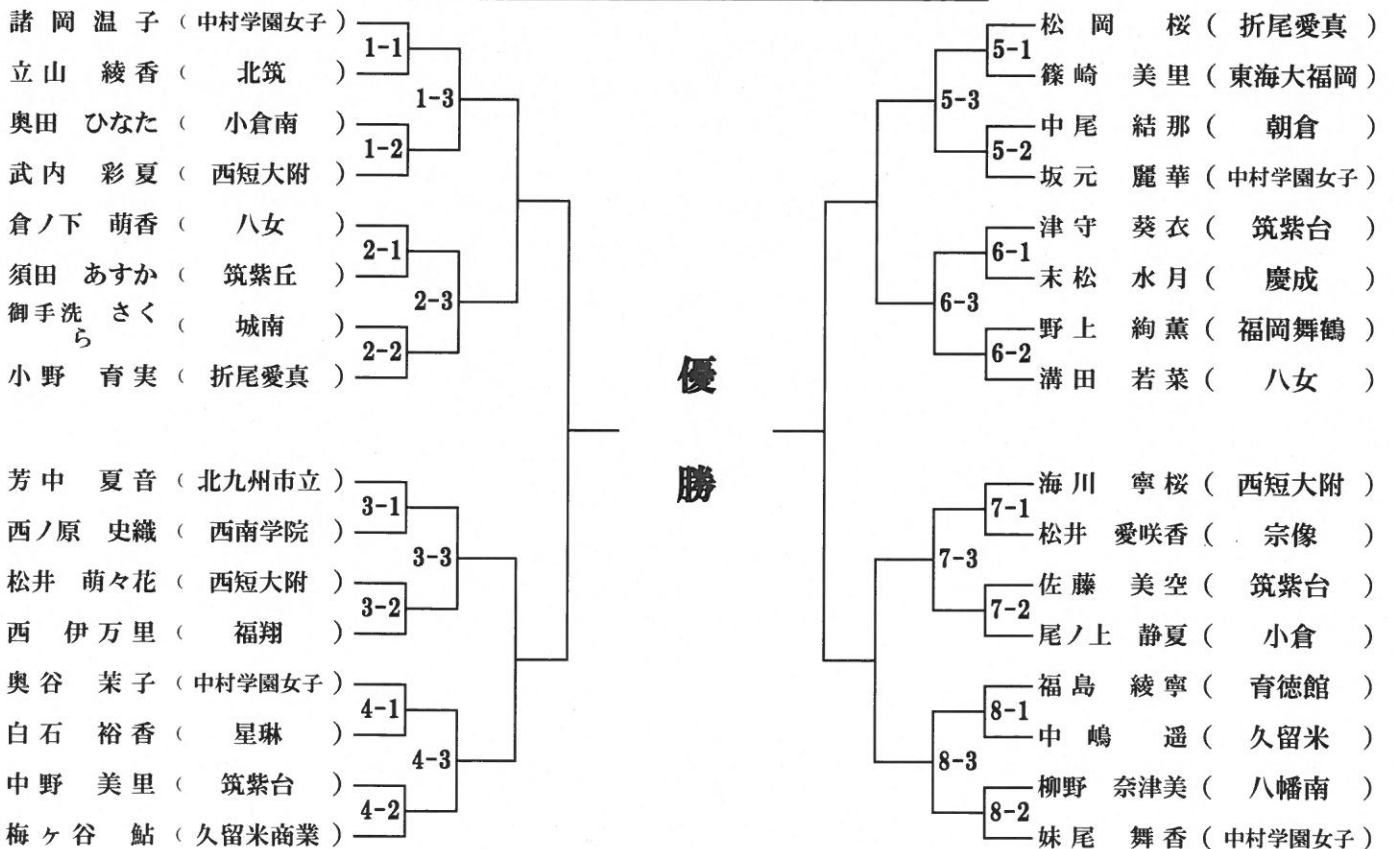 諸岡 温子 (中村学園女子)
立山 綾香 ( 北筑 )
1-1
奥田 ひなた ( 小倉南 )
武内 彩夏 ( 西短大附 )
1-2
1-3
倉ノ下 萌香 ( 八女 )
須田 あすか ( 筑紫丘 )
2-1
御手洗 さく
ら
( 城南 )
小野 育実 ( 折尾愛真 )
2-2
2-3
芳中 夏音 ( 北九州市立 )
西ノ原 史織 ( 西南学院 )
3-1
松井 萌々花 ( 西短大附 )
西 伊万里 ( 福翔 )
3-2
3-3
奥谷 茉子 (中村学園女子)
白石 裕香 ( 星琳 )
4-1
中野 美里 ( 筑紫台 )
梅ヶ谷 鮎 ( 久留米商業 )
4-2
4-3
優
勝
松岡 桜 ( 折尾愛真 )
篠崎 美里 ( 東海大福岡 )
5-1
中尾 結那 ( 朝倉 )
坂元 麗華 (中村学園女子)
5-2
5-3
津守 葵衣 ( 筑紫台 )
末松 水月 ( 慶成 )
6-1
野上 絢薫 ( 福岡舞鶴 )
溝田 若菜 ( 八女 )
6-2
6-3
海川 寧桜 ( 西短大附 )
松井 愛咲香 ( 宗像 )
7-1
佐藤 美空 ( 筑紫台 )
尾ノ上 静夏 ( 小倉 )
7-2
7-3
福島 綾寧 ( 育徳館 )
中嶋 遥 ( 久留米 )
8-1
柳野 奈津美 ( 八幡南 )
妹尾 舞香 (中村学園女子)
8-2
8-3